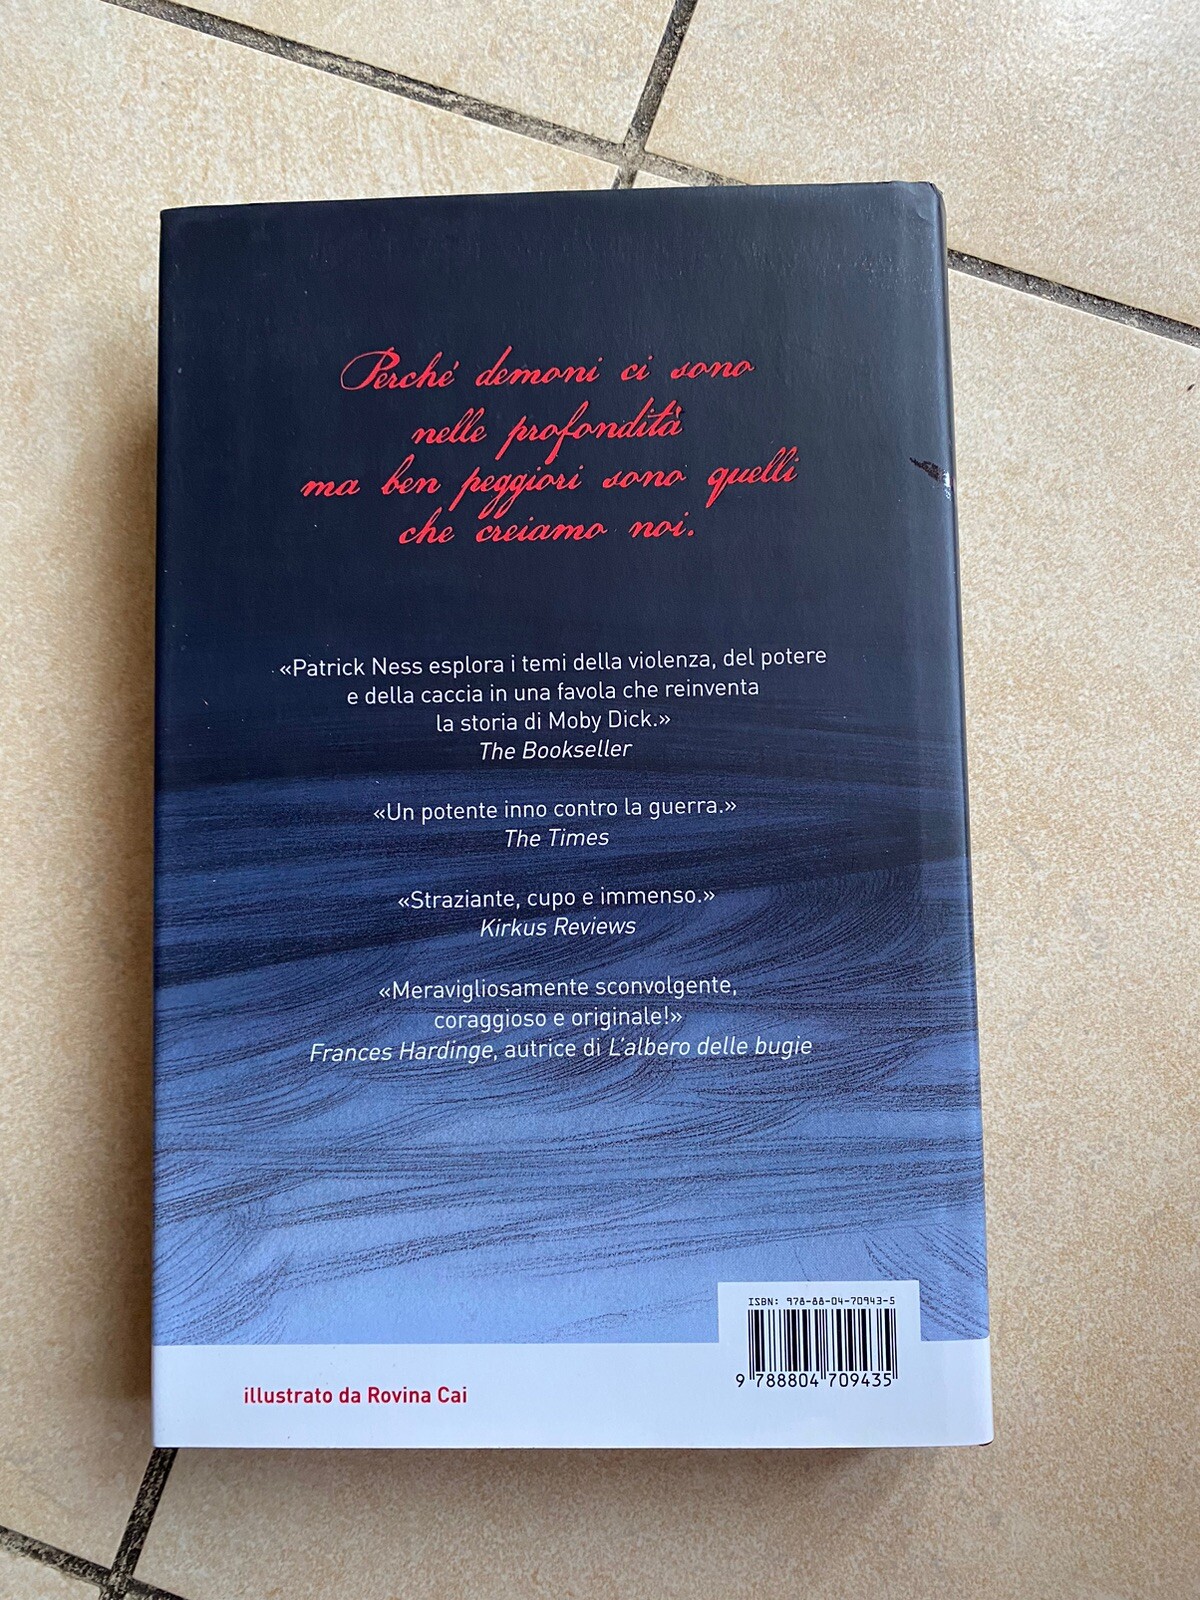 Perché demoni ci sono
nelle profondità
ma ben peggiori sono quelli
che creiamo noi.
«Patrick Ness esplora i temi della violenza, del potere
e della caccia in una favola che reinventa
la storia di Moby Dick.»
The Bookseller
«Un potente inno contro la guerra.»
The Times
«Straziante, cupo e immenso.»
Kirkus Reviews
«Meravigliosamente sconvolgente,
coraggioso e originale!»
Frances Hardinge, autrice di L'albero delle bugie
ISBN: 978-88-04-70943-5
9 788804 709435
illustrato da Rovina Cai